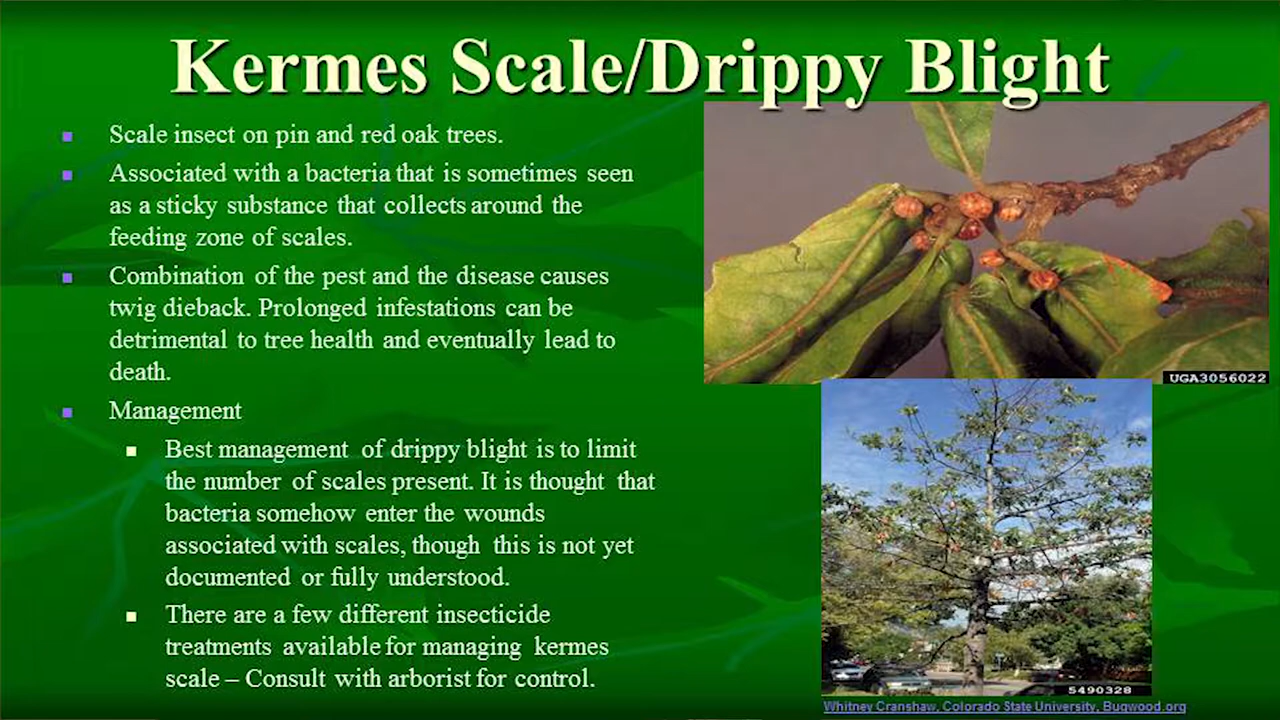 Kermes Scale/Drippy Blight
Scale insect on pin and red oak trees.
Associated with a bacteria that is sometimes seen
as a sticky substance that collects around the
feeding zone of scales.
Combination of the pest and the disease causes
twig dieback. Prolonged infestations can be
detrimental to tree health and eventually lead to
death.
Management
Best management of drippy blight is to limit
the number of scales present. It is thought that
bacteria somehow enter the wounds
associated with scales, though this is not yet
documented or fully understood.
There are a few different insecticide
treatments available for managing kermes
scale – Consult with arborist for control.
UGA3056022
5490328
Whitney Cranshaw, Colorado State University, Bugwood.org